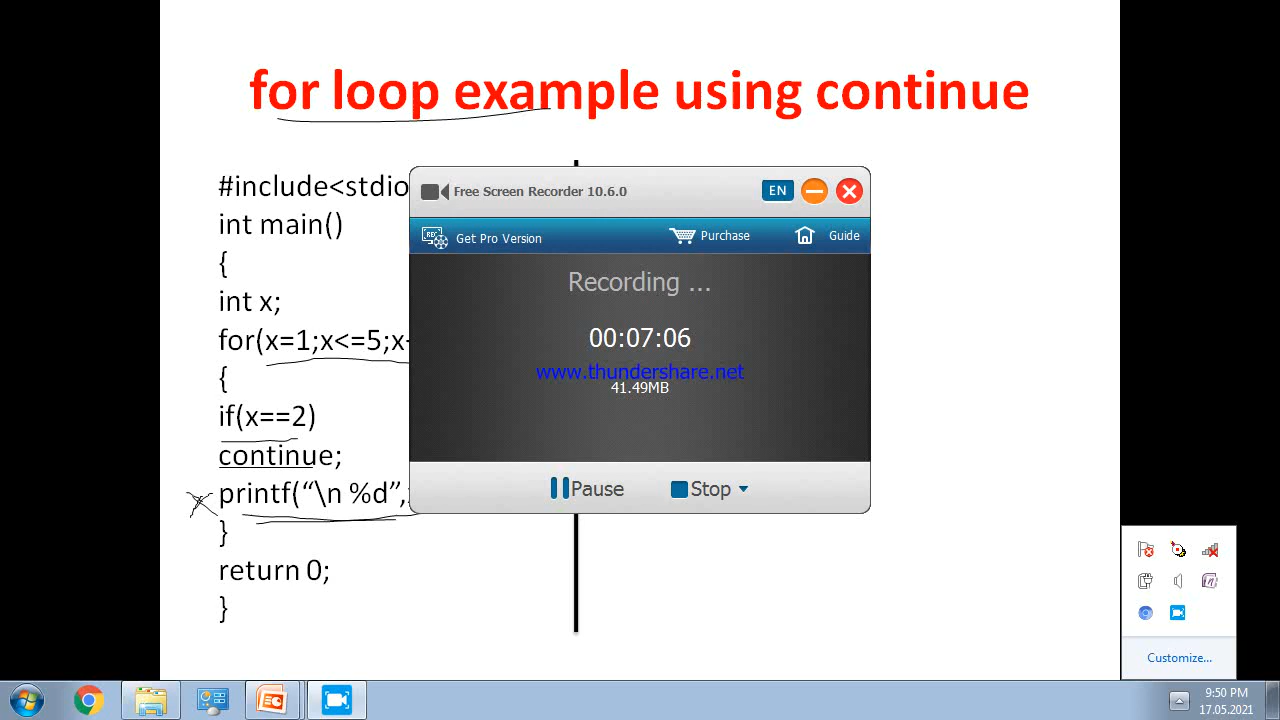 for loop example using continue
#include<stdio
int main()
{
int x;
for(x=1;x<=5;x
{
if(x==2)
continue;
printf(“\n %d”,
}
return 0;
}
Free Screen Recorder 10.6.0
EN
Get Pro Version
Purchase
Guide
Recording ...
00:07:06
www.thundershare.net
41.49MB
Pause
Stop
Customize...
9:50 PM
17.05.2021